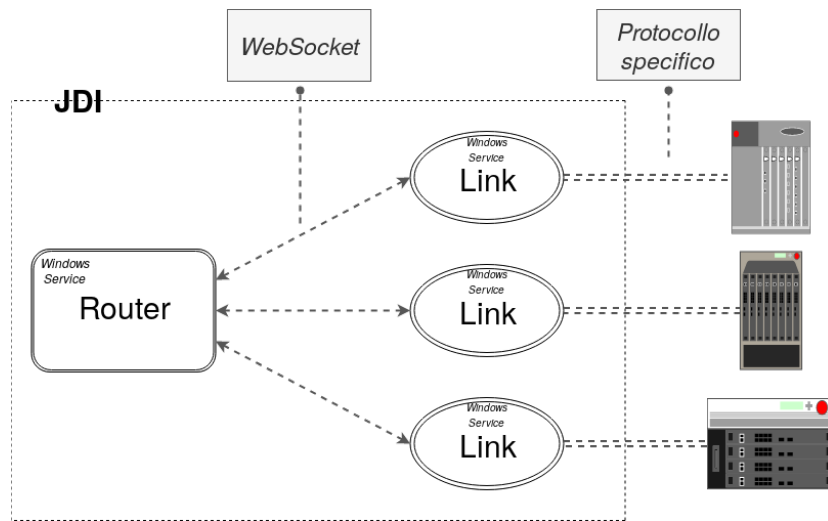 WebSocket
Protocollo
specifico
JDI
Windows
Service
Link
Windows
Service
Router
Windows
Service
Link
Windows
Service
Link